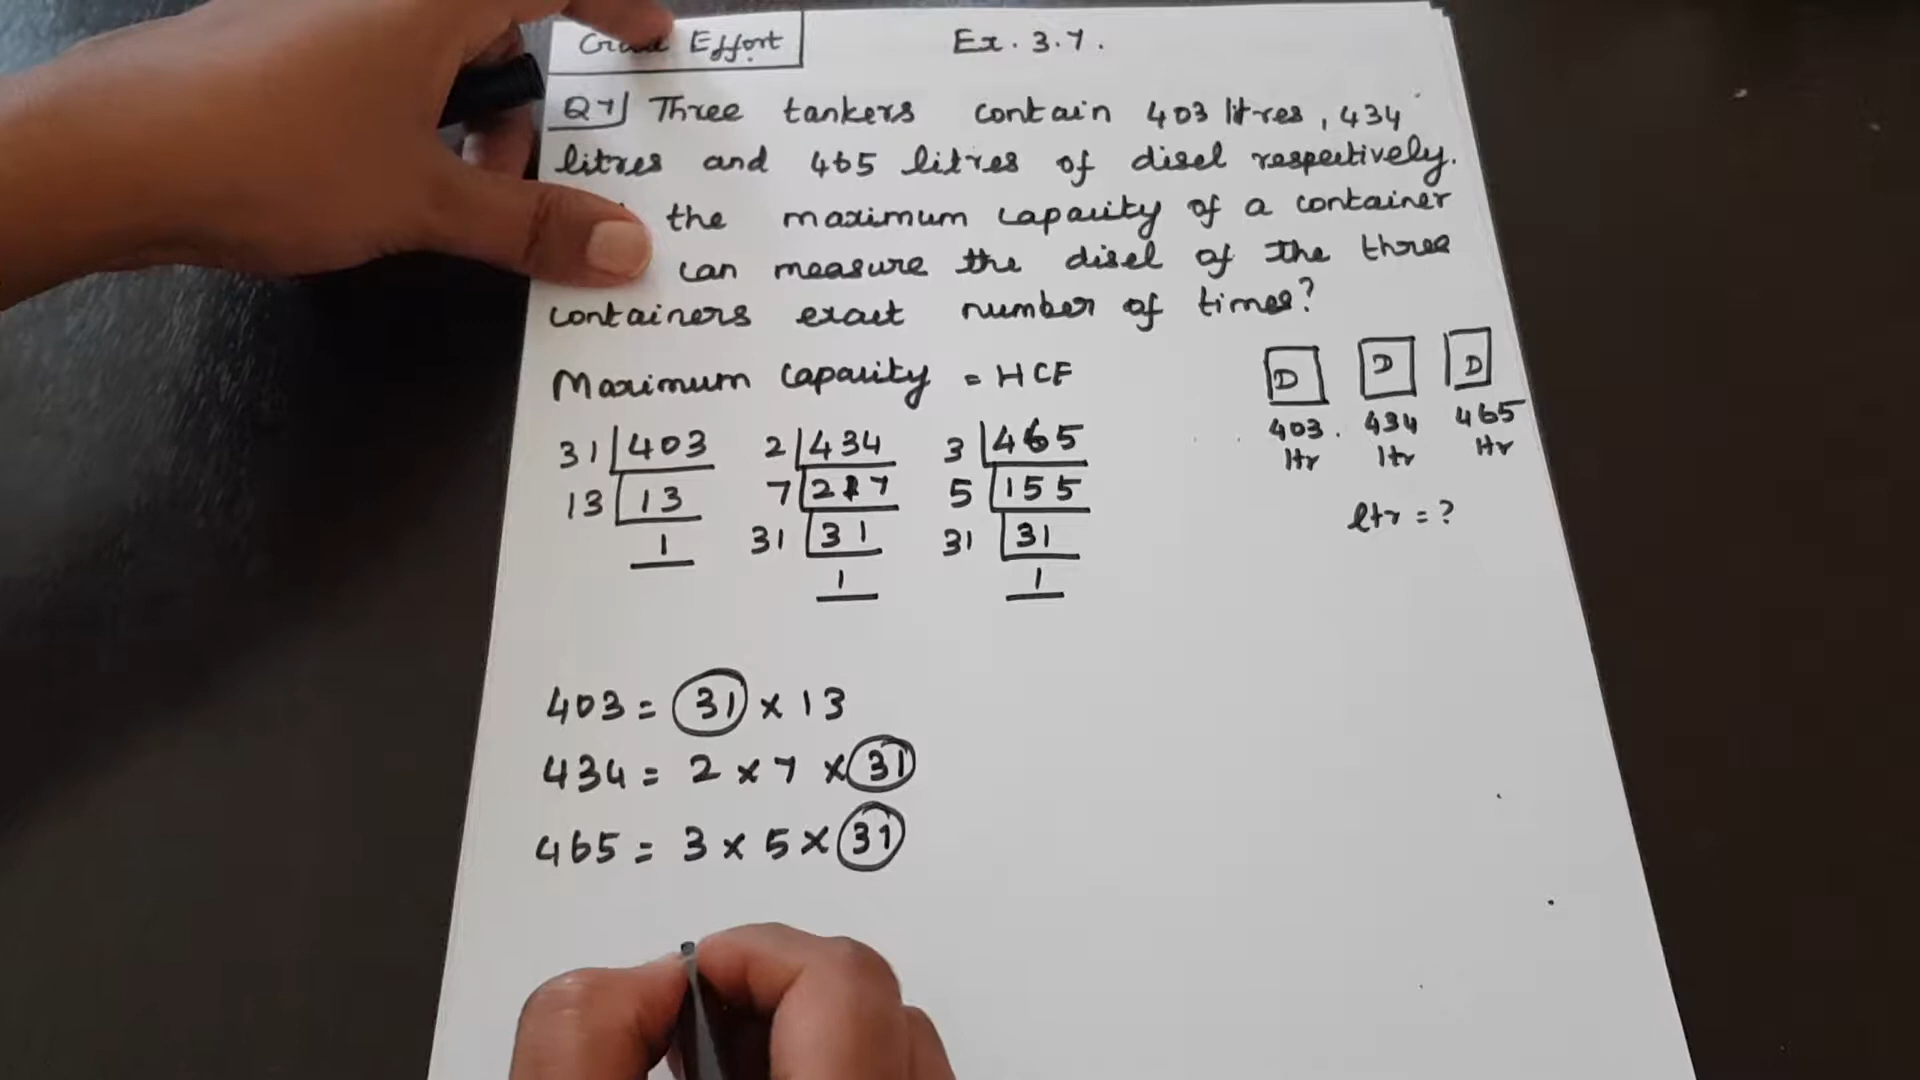 Effort
Ex. 3.7.
Q7 Three tankers contain 403 litres, 434
litres and 465 litres of disel respectively.
the maximum capacity of a container
can measure the disel of the three
containers exact number of times?
D D D
403 434 465
ltr ltr ltr
ltr = ?
Maximum capacity = HCF
31 403 2 434 3 465
13 13 7 217 5 155
1 31 31 31 31
1 1
403 = 31 × 13
434 = 2 × 7 × 31
465 = 3 × 5 × 31